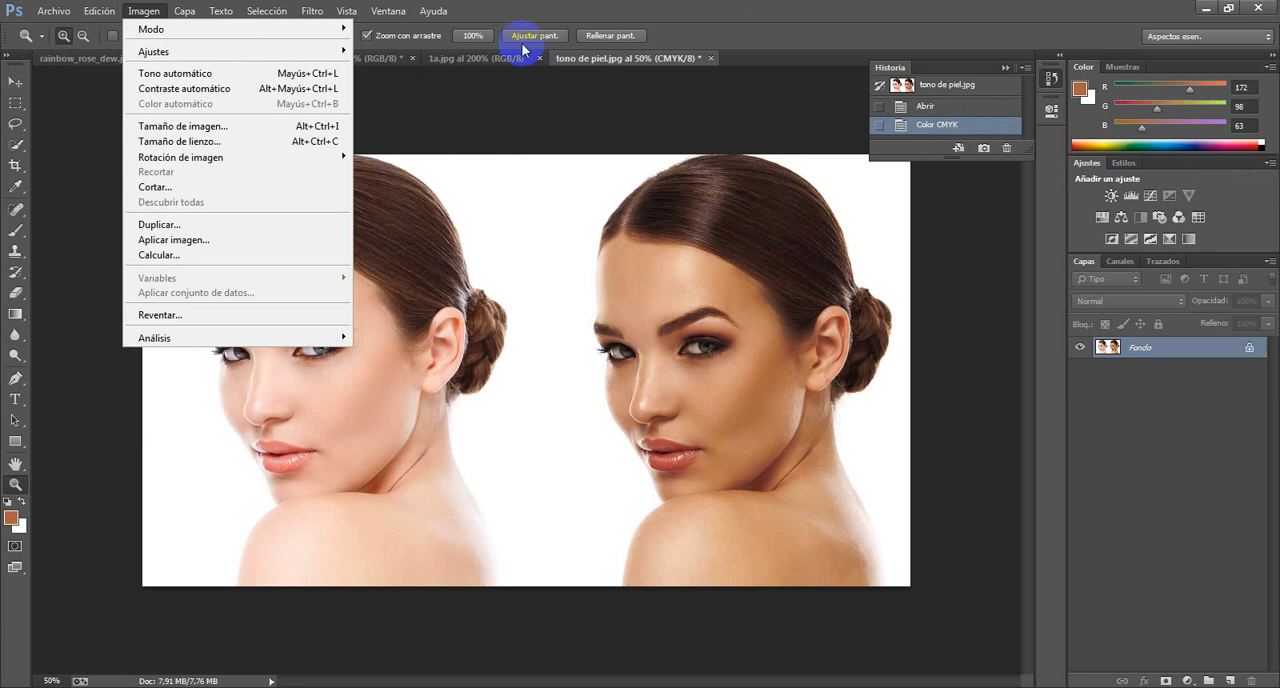 Ps Archivo Edición Imagen Capa Texto Selección Filtro Vista Ventana Ayuda
Zoom con arrastre 100% Ajustar pant. Rellenar pant. Aspectos esen.
rainbow_rose_dew.j % (RGB/8) * × 1a.jpg al 200% (RGB/8) × tono de piel.jpg al 50% (CMYK/8) * ×
Modo
Ajustes
Tono automático Mayús+Ctrl+L
Contraste automático Alt+Mayús+Ctrl+L
Color automático Mayús+Ctrl+B
Tamaño de imagen... Alt+Ctrl+I
Tamaño de lienzo... Alt+Ctrl+C
Rotación de imagen
Recortar
Cortar...
Descubrir todas
Duplicar...
Aplicar imagen...
Calcular...
Variables
Aplicar conjunto de datos...
Reventar...
Análisis
Historia
tono de piel.jpg
Abrir
Color CMYK
Color Muestras
R 172
G 98
B 63
Ajustes Estilos
Añadir un ajuste
Capas Canales Trazados
Tipo
Normal Opacidad: 100%
Bloq.: Relleno: 100%
Fondo
50% Doc: 7,91 MB/7,76 MB